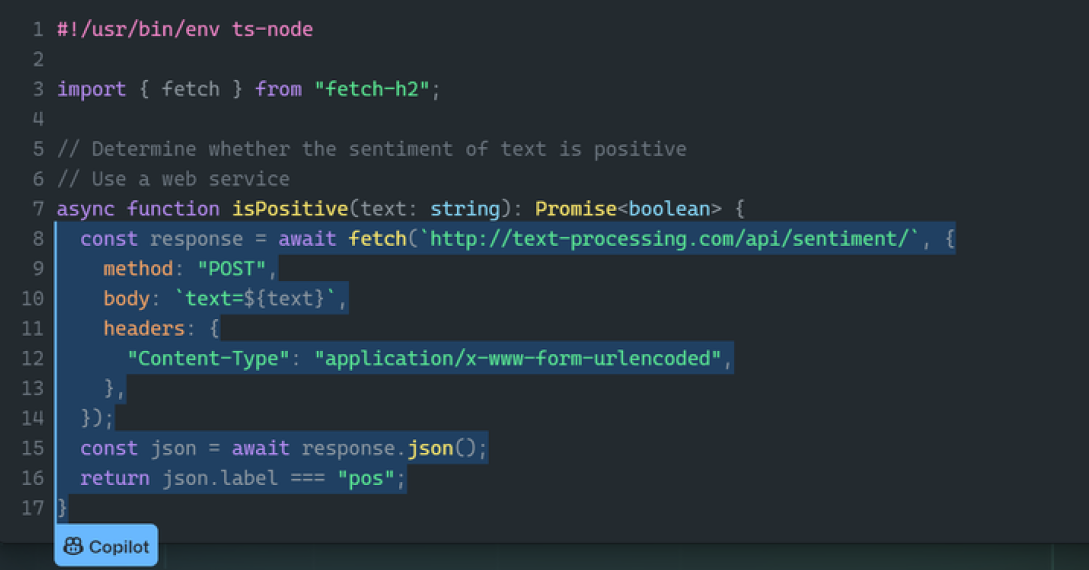 1 #!/usr/bin/env ts-node
2
3 import { fetch } from "fetch-h2";
4
5 // Determine whether the sentiment of text is positive
6 // Use a web service
7 async function isPositive(text: string): Promise<boolean> {
8   const response = await fetch(`http://text-processing.com/api/sentiment/`, {
9     method: "POST",
10     body: `text=${text}`,
11     headers: {
12       "Content-Type": "application/x-www-form-urlencoded",
13     },
14   });
15   const json = await response.json();
16   return json.label === "pos";
17 }
Copilot